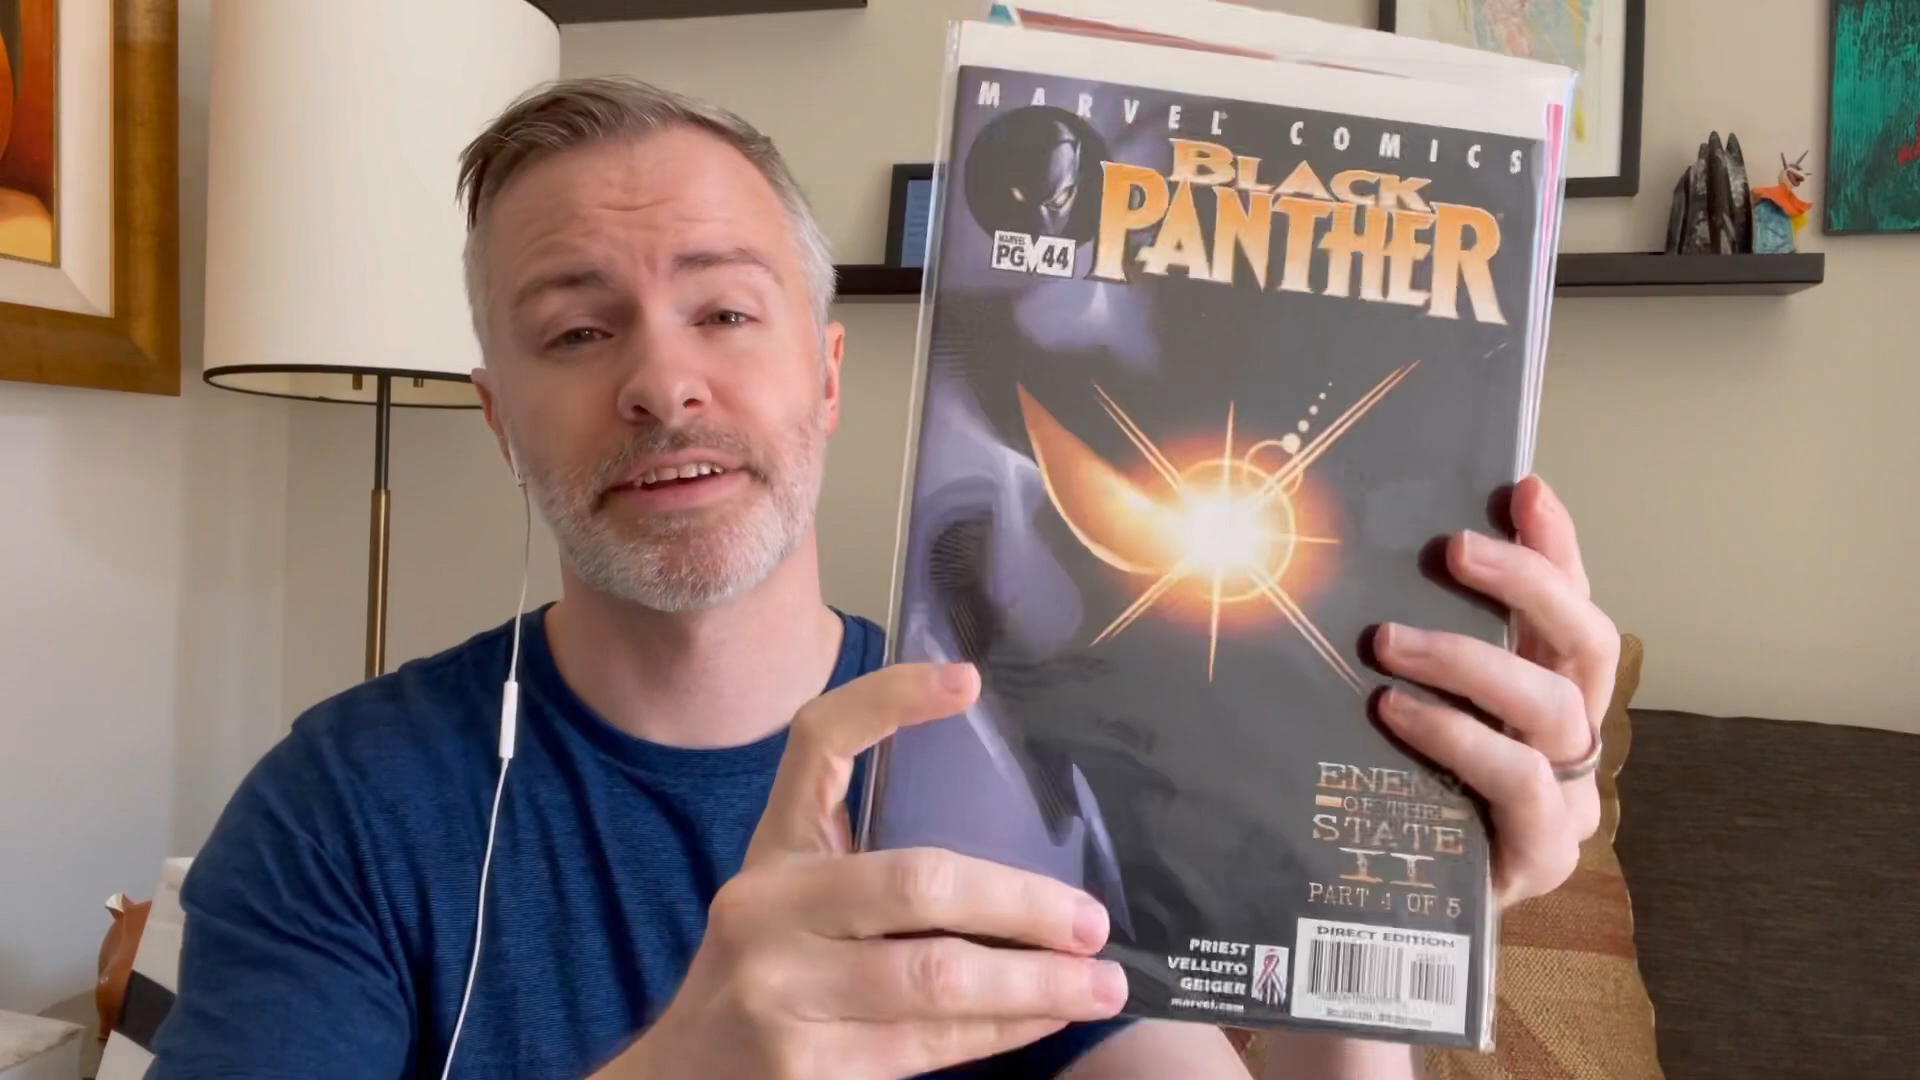 MARVEL COMICS
BLACK
PANTHER
MARVEL
PG 44
ENEMY
OF THE
STATE
II
PART 4 OF 5
DIRECT EDITION
PRIEST
VELLUTO
GEIGER
marvel.com